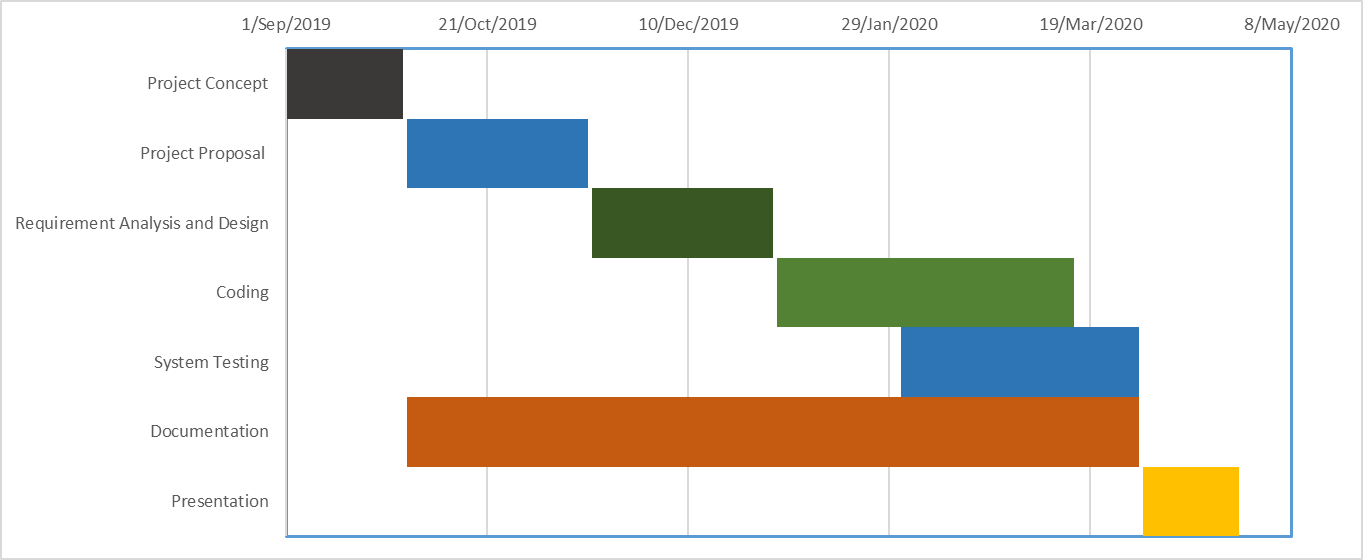 1/Sep/2019 21/Oct/2019 10/Dec/2019 29/Jan/2020 19/Mar/2020 8/May/2020
Project Concept
Project Proposal
Requirement Analysis and Design
Coding
System Testing
Documentation
Presentation